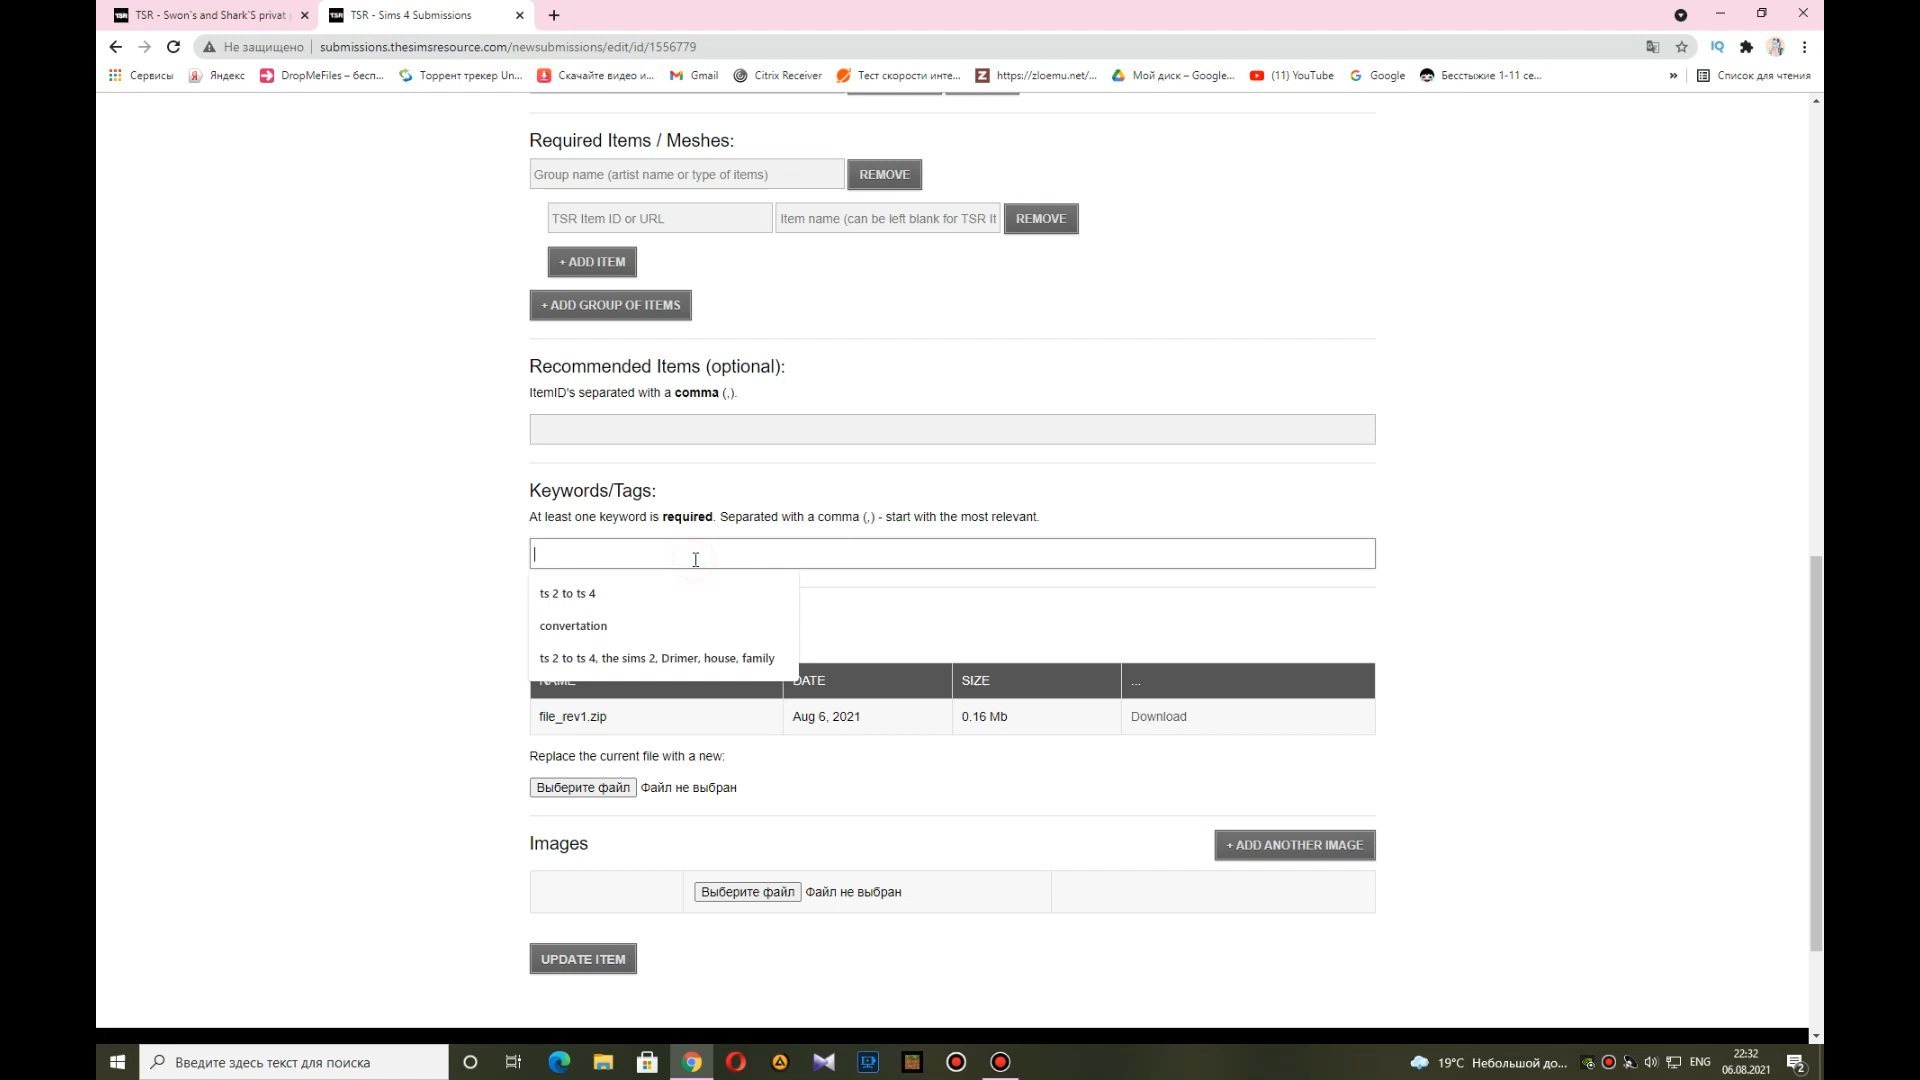 TSR - Swon`s and Shark`S privat
TSR - Sims 4 Submissions
Не защищено
submissions.thesimsresource.com/newsubmissions/edit/id/1556779
Сервисы
Яндекс
DropMeFiles – бесп...
Торрент трекер Un...
Скачайте видео и...
Gmail
Citrix Receiver
Тест скорости инте...
https://zloemu.net/...
Мой диск – Google...
(11) YouTube
Google
Бесстыжие 1-11 се...
»
Список для чтения
Required Items / Meshes:
Group name (artist name or type of items)
REMOVE
TSR Item ID or URL
Item name (can be left blank for TSR It
REMOVE
+ ADD ITEM
+ ADD GROUP OF ITEMS
Recommended Items (optional):
ItemID's separated with a comma (,).
Keywords/Tags:
At least one keyword is required. Separated with a comma (,) - start with the most relevant.
ts 2 to ts 4
convertation
ts 2 to ts 4, the sims 2, Drimer, house, family
NAME
DATE
SIZE
...
file_rev1.zip
Aug 6, 2021
0.16 Mb
Download
Replace the current file with a new:
Выберите файл
Файл не выбран
Images
+ ADD ANOTHER IMAGE
Выберите файл
Файл не выбран
UPDATE ITEM
Введите здесь текст для поиска
19°C Небольшой до...
ENG
22:32
06.08.2021
2